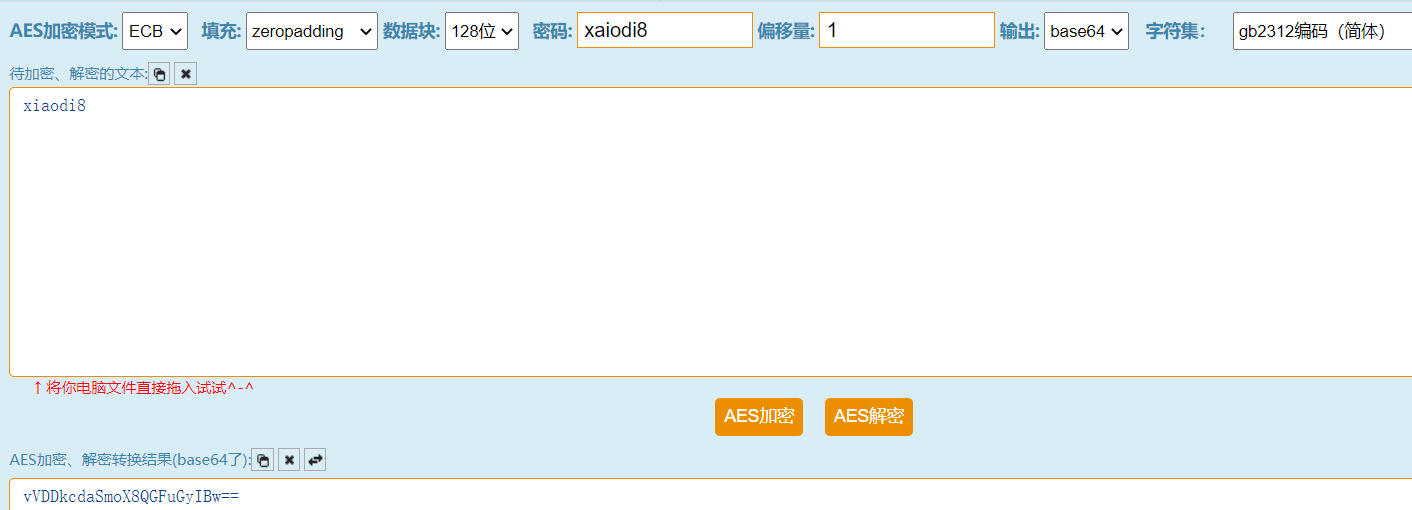 AES加密模式: ECB 填充: zeropadding 数据块: 128位 密码: xaiodi8 偏移量: 1 输出: base64 字符集: gb2312编码（简体）
待加密、解密的文本:
xiaodi8
↑将你电脑文件直接拖入试试^-^
AES加密 AES解密
AES加密、解密转换结果(base64了):
vVDDkcdaSmoX8QGFuGyIBw==